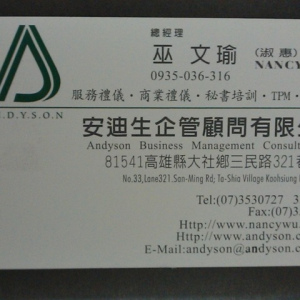 總經理
巫 文瑜 (淑惠)
NANCY
0935-036-316
服務禮儀‧商業禮儀‧秘書培訓‧TPM‧
NDYSON
安迪生企管顧問有限
Andyson Business Management Consult
81541高雄縣大社鄉三民路321巷
No.33,Lane321.San-Ming Rd; Ta-Shia Village Kaohsiung
Tel:(07)3530727 3
Fax:(07)3
Http://www.nancywu.
Http://www.andyson.
E-Mail:andyson@andyson